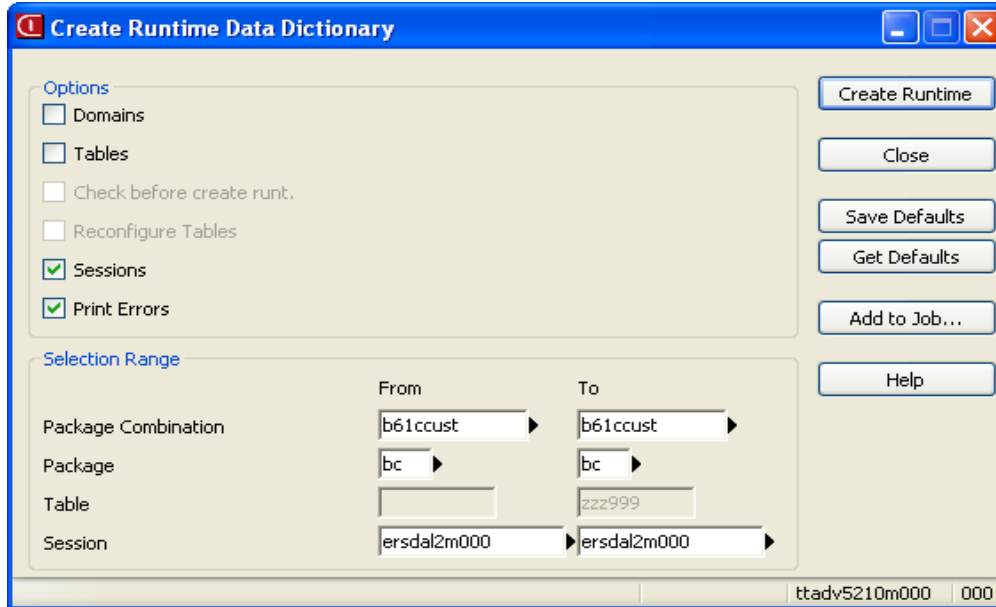 Create Runtime Data Dictionary
Options
Domains
Tables
Check before create runt.
Reconfigure Tables
Sessions
Print Errors
Create Runtime
Close
Save Defaults
Get Defaults
Add to Job...
Help
Selection Range
From To
Package Combination b61ccust b61ccust
Package bc bc
Table zzz999
Session ersdal2m000 ersdal2m000
ttadv5210m000 000